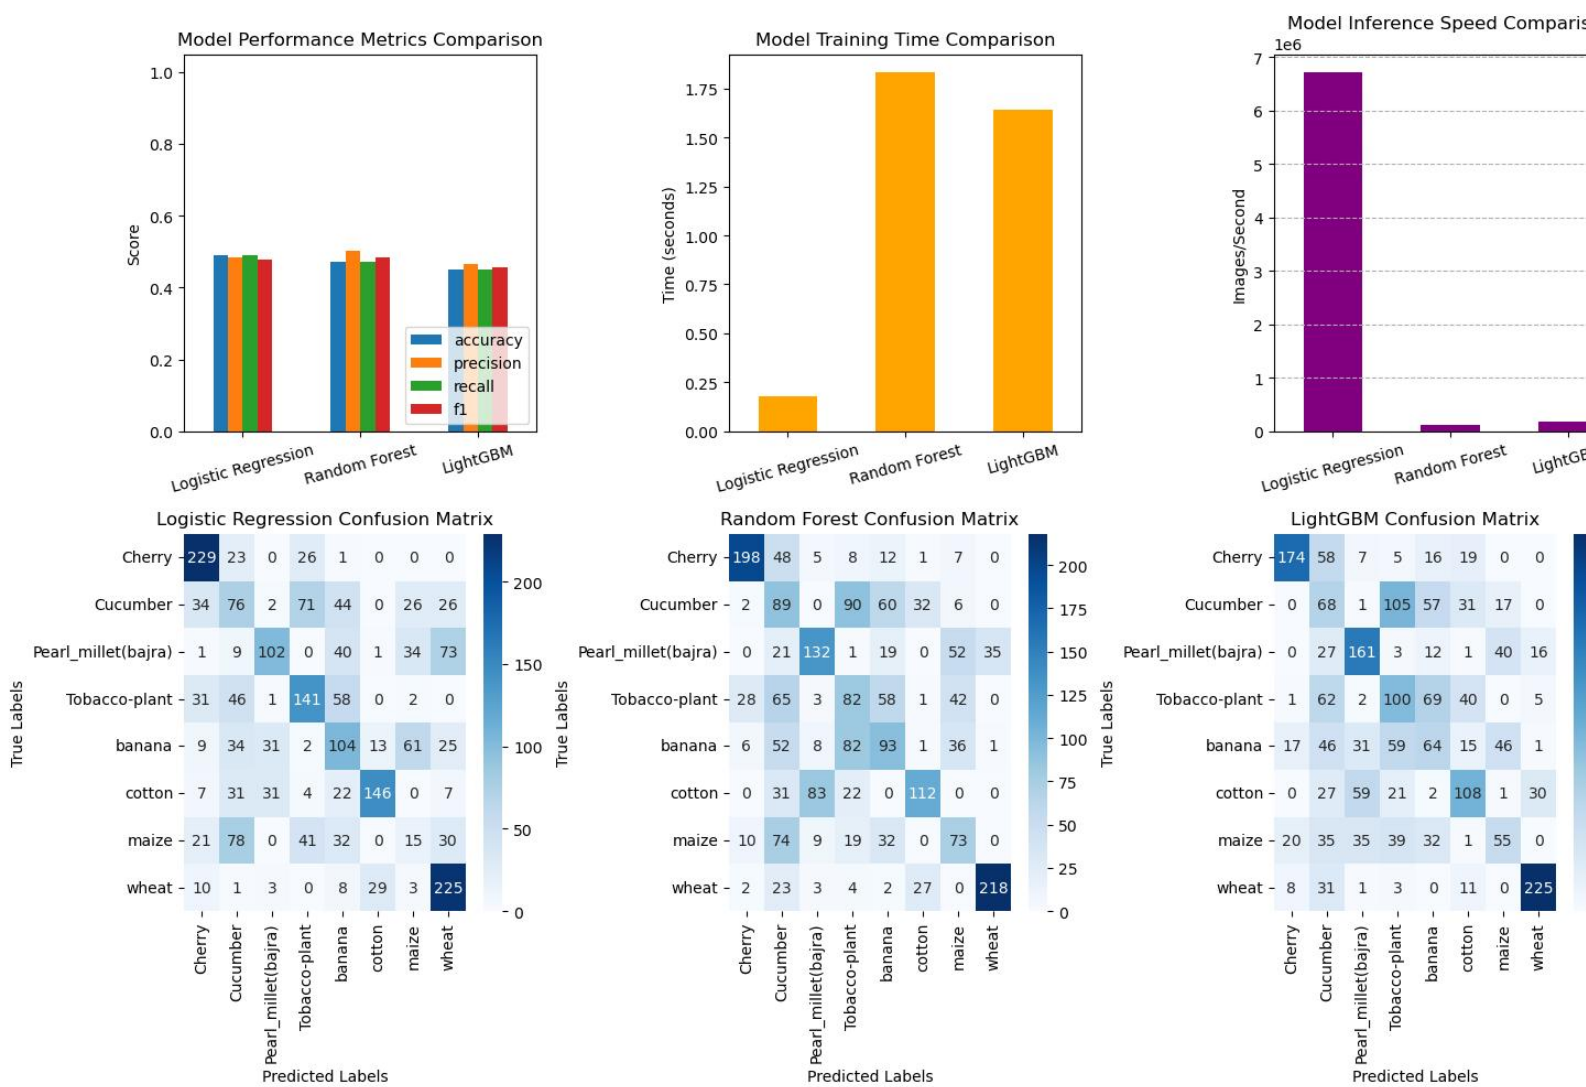 Model Performance Metrics Comparison
1.0
0.8
0.6
0.4
0.2
0.0
Score
accuracy
precision
recall
f1
Logistic Regression
Random Forest
LightGBM
Model Training Time Comparison
1.75
1.50
1.25
1.00
0.75
0.50
0.25
0.00
Time (seconds)
Logistic Regression
Random Forest
LightGBM
Model Inference Speed Comparis
1e6
7
6
5
4
3
2
1
0
Images/Second
Logistic Regression
Random Forest
LightGB
Logistic Regression Confusion Matrix
Cherry 229 23 0 26 1 0 0 0
Cucumber 34 76 2 71 44 0 26 26
Pearl_millet(bajra) 1 9 102 0 40 1 34 73
Tobacco-plant 31 46 1 141 58 0 2 0
banana 9 34 31 2 104 13 61 25
cotton 7 31 31 4 22 146 0 7
maize 21 78 0 41 32 0 15 30
wheat 10 1 3 0 8 29 3 225
True Labels
200
150
100
50
0
Cherry
Cucumber
Pearl_millet(bajra)
Tobacco-plant
banana
cotton
maize
wheat
Predicted Labels
Random Forest Confusion Matrix
Cherry 198 48 5 8 12 1 7 0
Cucumber 2 89 0 90 60 32 6 0
Pearl_millet(bajra) 0 21 132 1 19 0 52 35
Tobacco-plant 28 65 3 82 58 1 42 0
banana 6 52 8 82 93 1 36 1
cotton 0 31 83 22 0 112 0 0
maize 10 74 9 19 32 0 73 0
wheat 2 23 3 4 2 27 0 218
True Labels
200
175
150
125
100
75
50
25
0
Cherry
Cucumber
Pearl_millet(bajra)
Tobacco-plant
banana
cotton
maize
wheat
Predicted Labels
LightGBM Confusion Matrix
Cherry 174 58 7 5 16 19 0 0
Cucumber 0 68 1 105 57 31 17 0
Pearl_millet(bajra) 0 27 161 3 12 1 40 16
Tobacco-plant 1 62 2 100 69 40 0 5
banana 17 46 31 59 64 15 46 1
cotton 0 27 59 21 2 108 1 30
maize 20 35 35 39 32 1 55 0
wheat 8 31 1 3 0 11 0 225
True Labels
Cherry
Cucumber
Pearl_millet(bajra)
Tobacco-plant
banana
cotton
maize
wheat
Predicted Labels